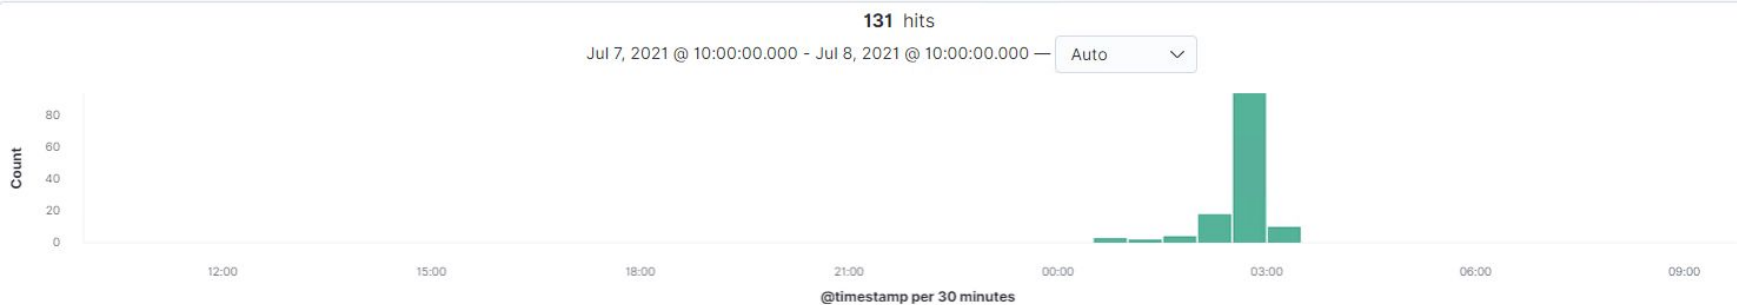 131 hits
Jul 7, 2021 @ 10:00:00.000 - Jul 8, 2021 @ 10:00:00.000 — Auto
Count
80
60
40
20
0
12:00 15:00 18:00 21:00 00:00 03:00 06:00 09:00
@timestamp per 30 minutes